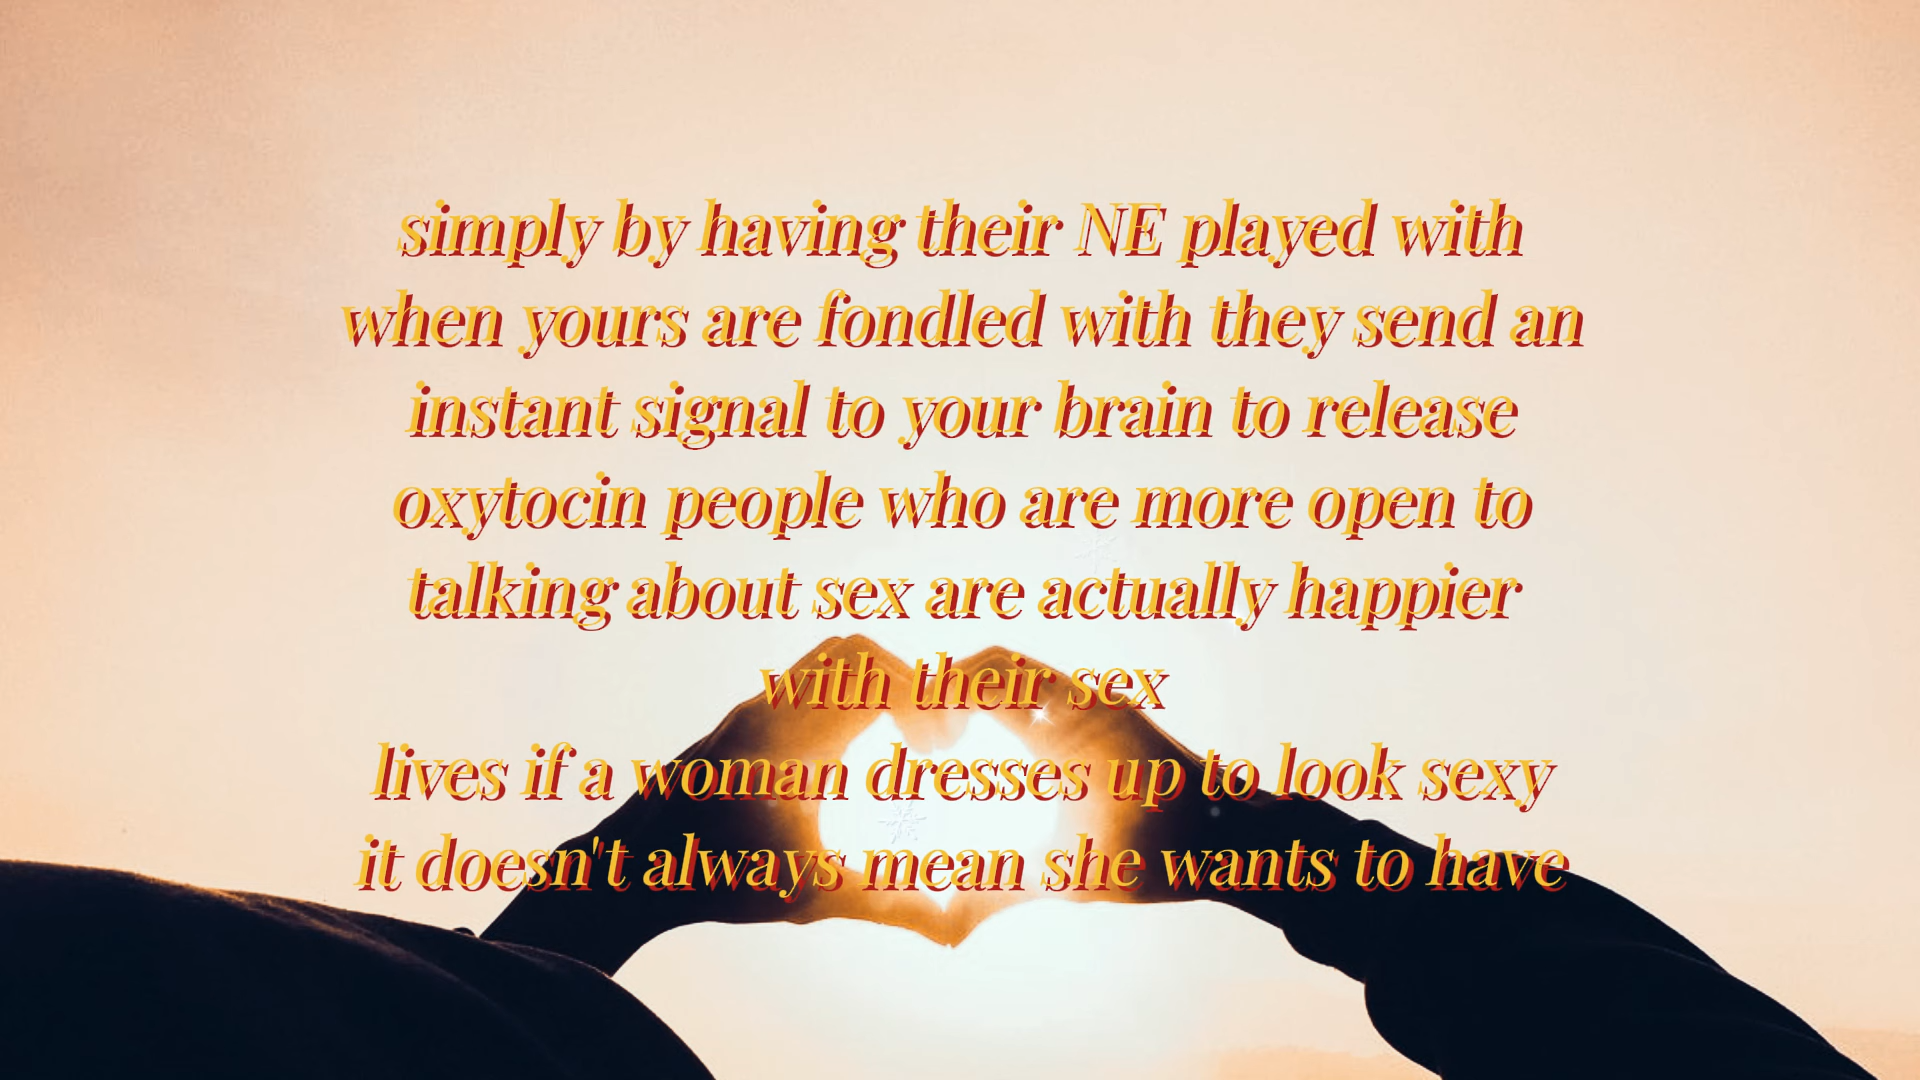 simply by having their NE played with
when yours are fondled with they send an
instant signal to your brain to release
oxytocin people who are more open to
talking about sex are actually happier
with their sex
lives if a woman dresses up to look sexy
it doesn't always mean she wants to have